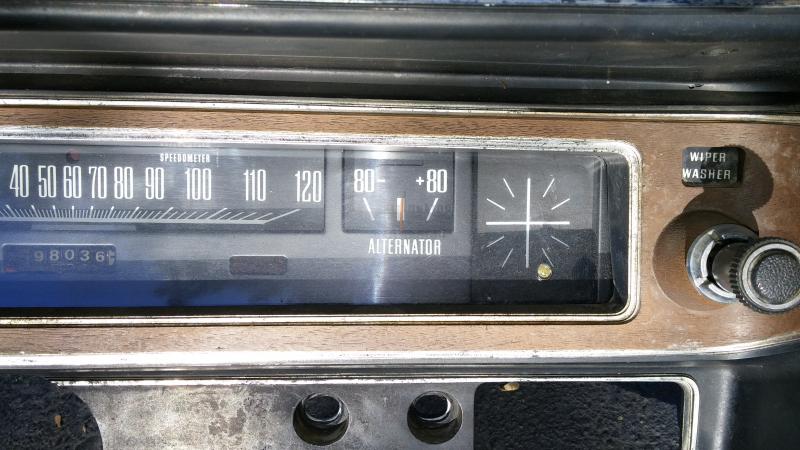 SPEEDOMETER
40 50 60 70 80 90 100 110 120
80- +80
ALTERNATOR
98036
WIPER
WASHER